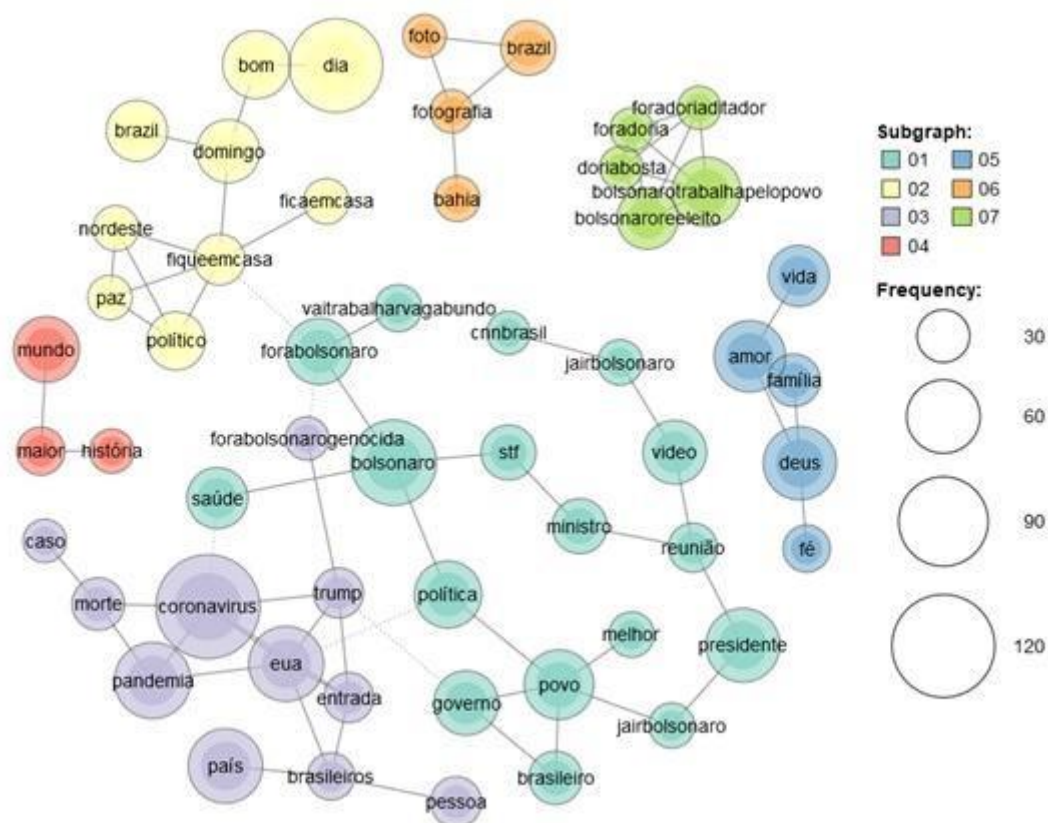 foto
brazil
bom
dia
fotografia
foradoriaditador
foradoria
brazil
domingo
doriabosta
bolsonarotrabalhapelopovo
bolsonaroreeleito
bahia
ficaemcasa
nordeste
fiqueemcasa
paz
político
vaitrabalharvagabundo
cnnbrasil
forabolsonaro
jairbolsonaro
vida
amor
família
mundo
maior
história
forabolsonarogenocida
bolsonaro
stf
video
deus
saúde
ministro
reunião
fé
caso
morte
coronavirus
trump
política
melhor
presidente
pandemia
eua
entrada
governo
povo
jairbolsonaro
país
brasileiros
brasileiro
pessoa
Subgraph:
01 05
02 06
03 07
04
Frequency:
30
60
90
120